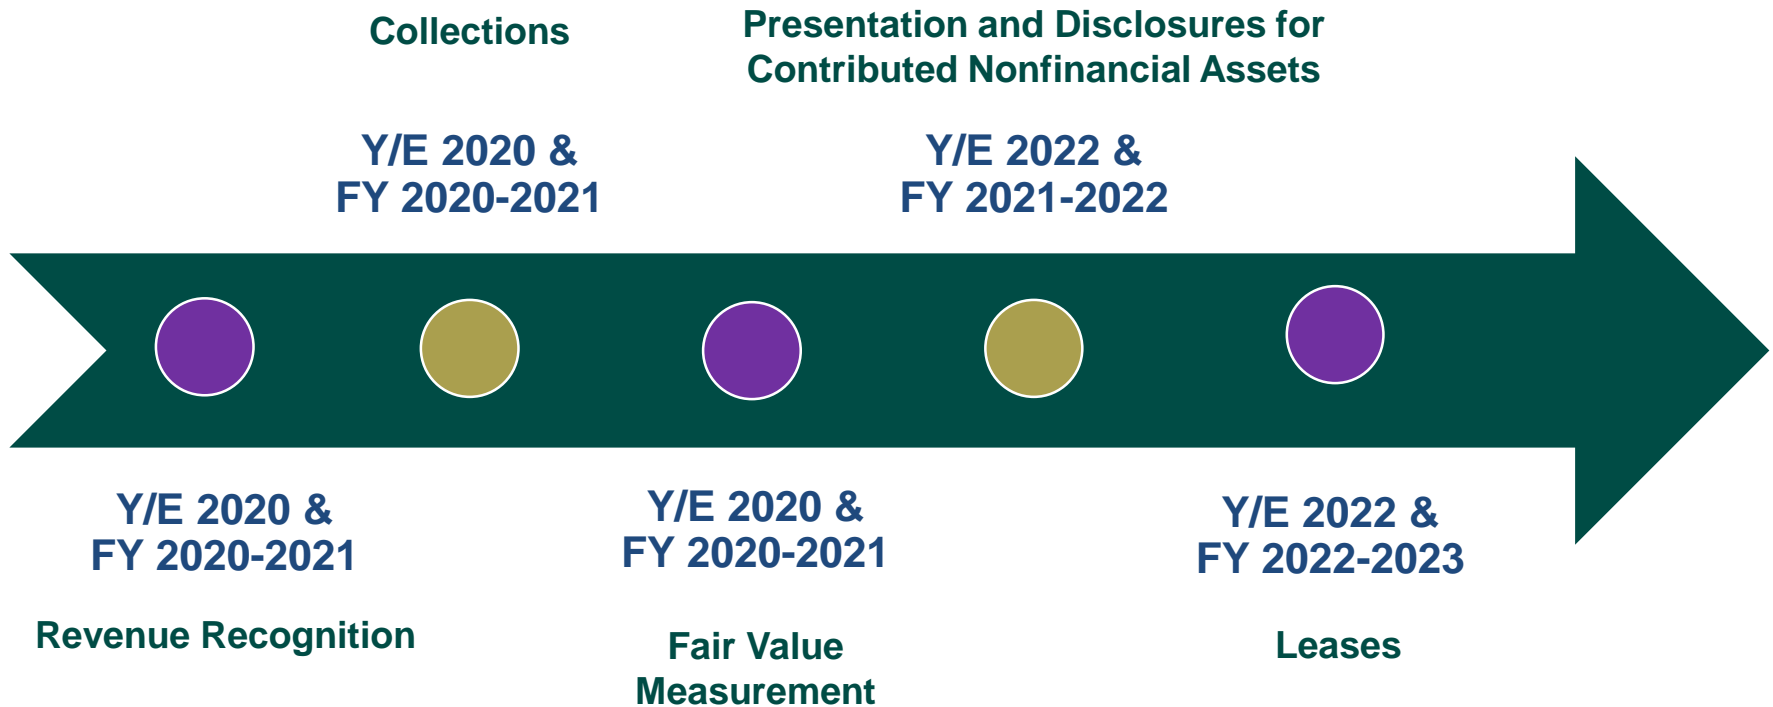 Collections
Presentation and Disclosures for
Contributed Nonfinancial Assets
Y/E 2020 &
FY 2020-2021
Y/E 2022 &
FY 2021-2022
Y/E 2020 &
FY 2020-2021
Revenue Recognition
Y/E 2020 &
FY 2020-2021
Fair Value
Measurement
Y/E 2022 &
FY 2022-2023
Leases